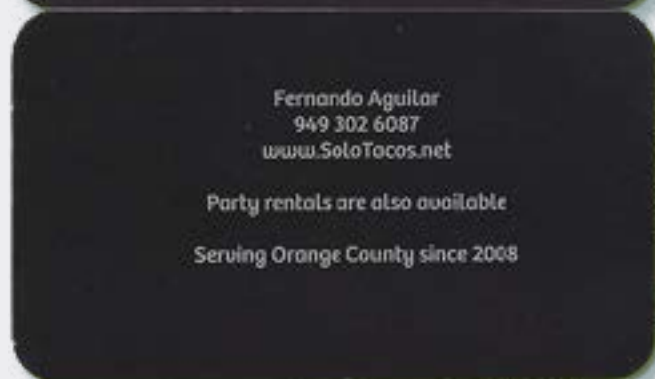 Fernando Aguilar
949 302 6087
www.SoloTacos.net
Party rentals are also available
Serving Orange County since 2008